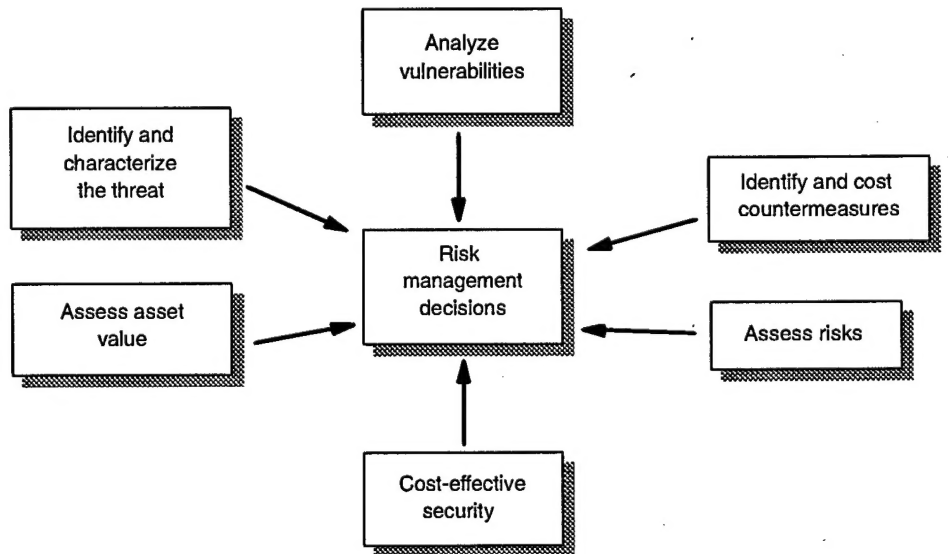 Analyze
vulnerabilities
Identify and
characterize
the threat
Identify and cost
countermeasures
Risk
management
decisions
Assess asset
value
Assess risks
Cost-effective
security